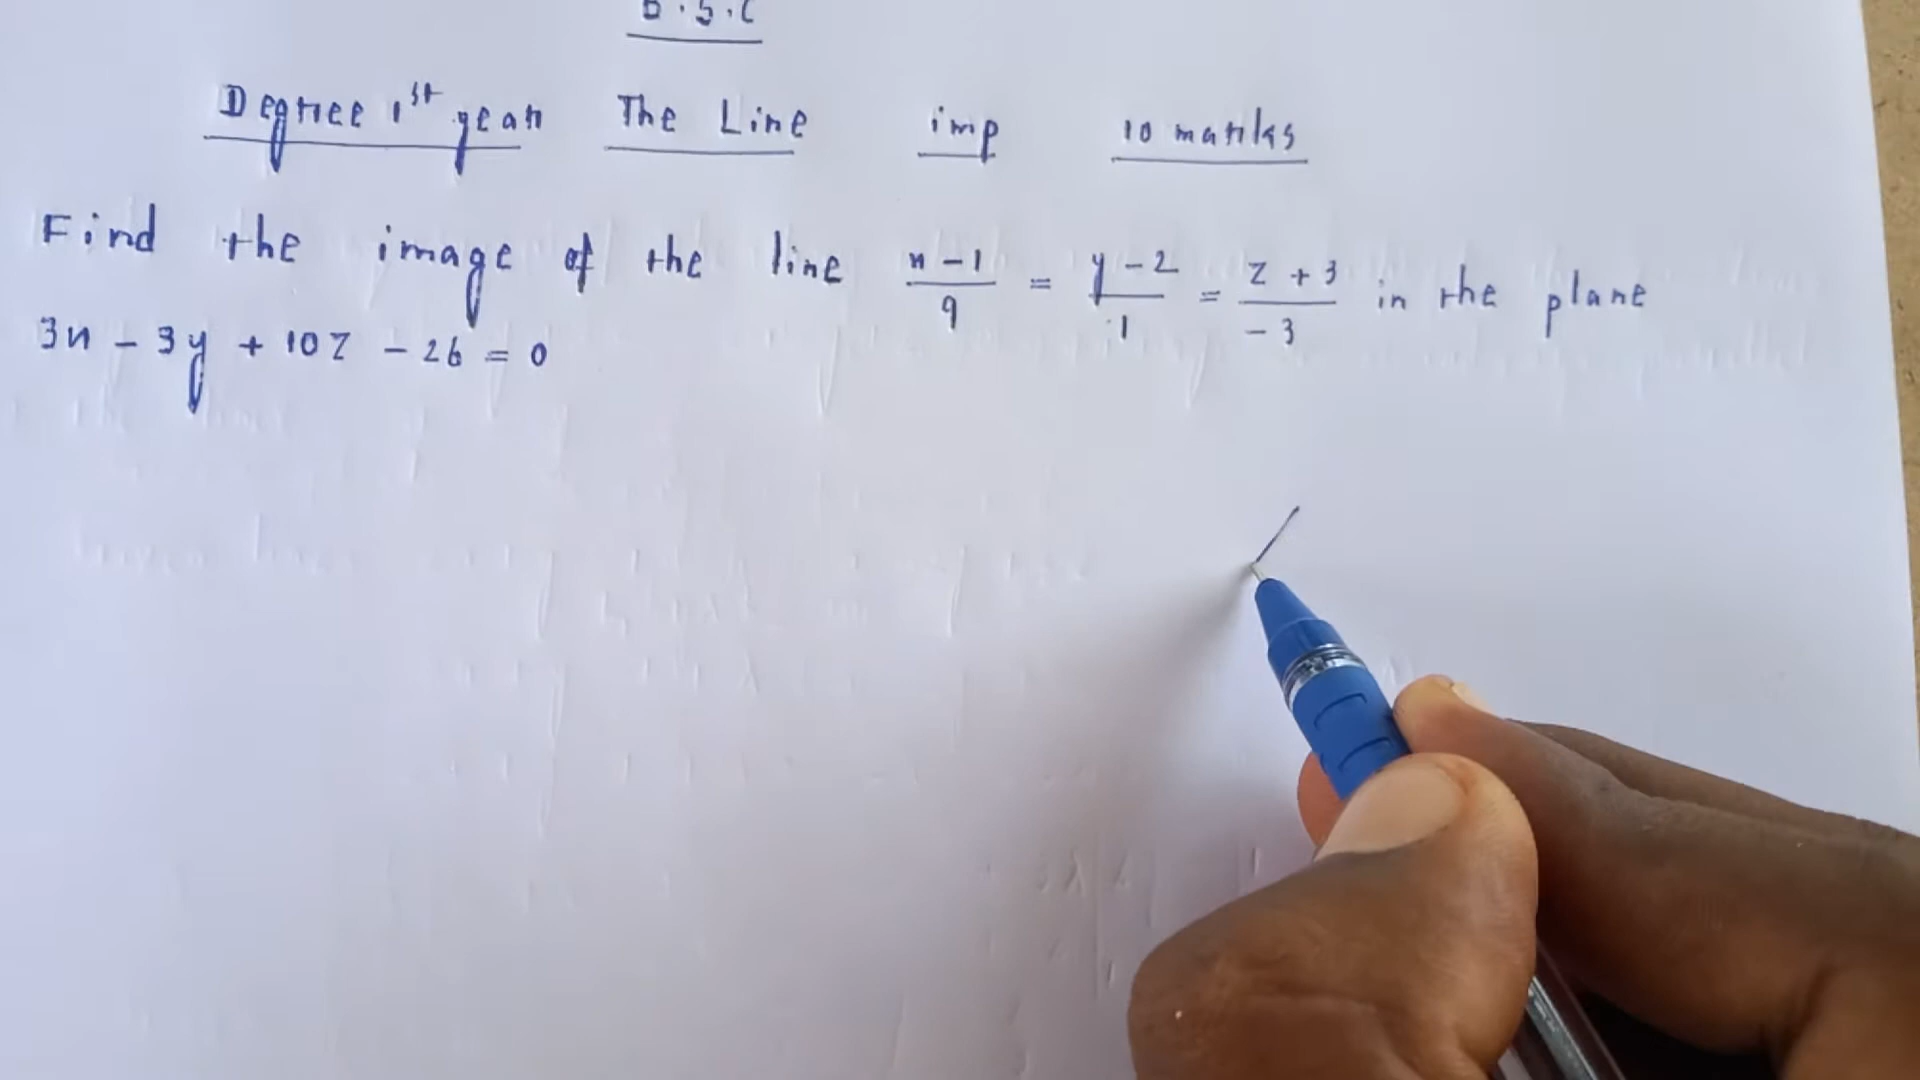 B.S.C
Degree 1st year The Line imp 10 marks
Find the image of the line x-1/9 = y-2/-1 = z+3/-3 in the plane
3x - 3y + 10z - 26 = 0